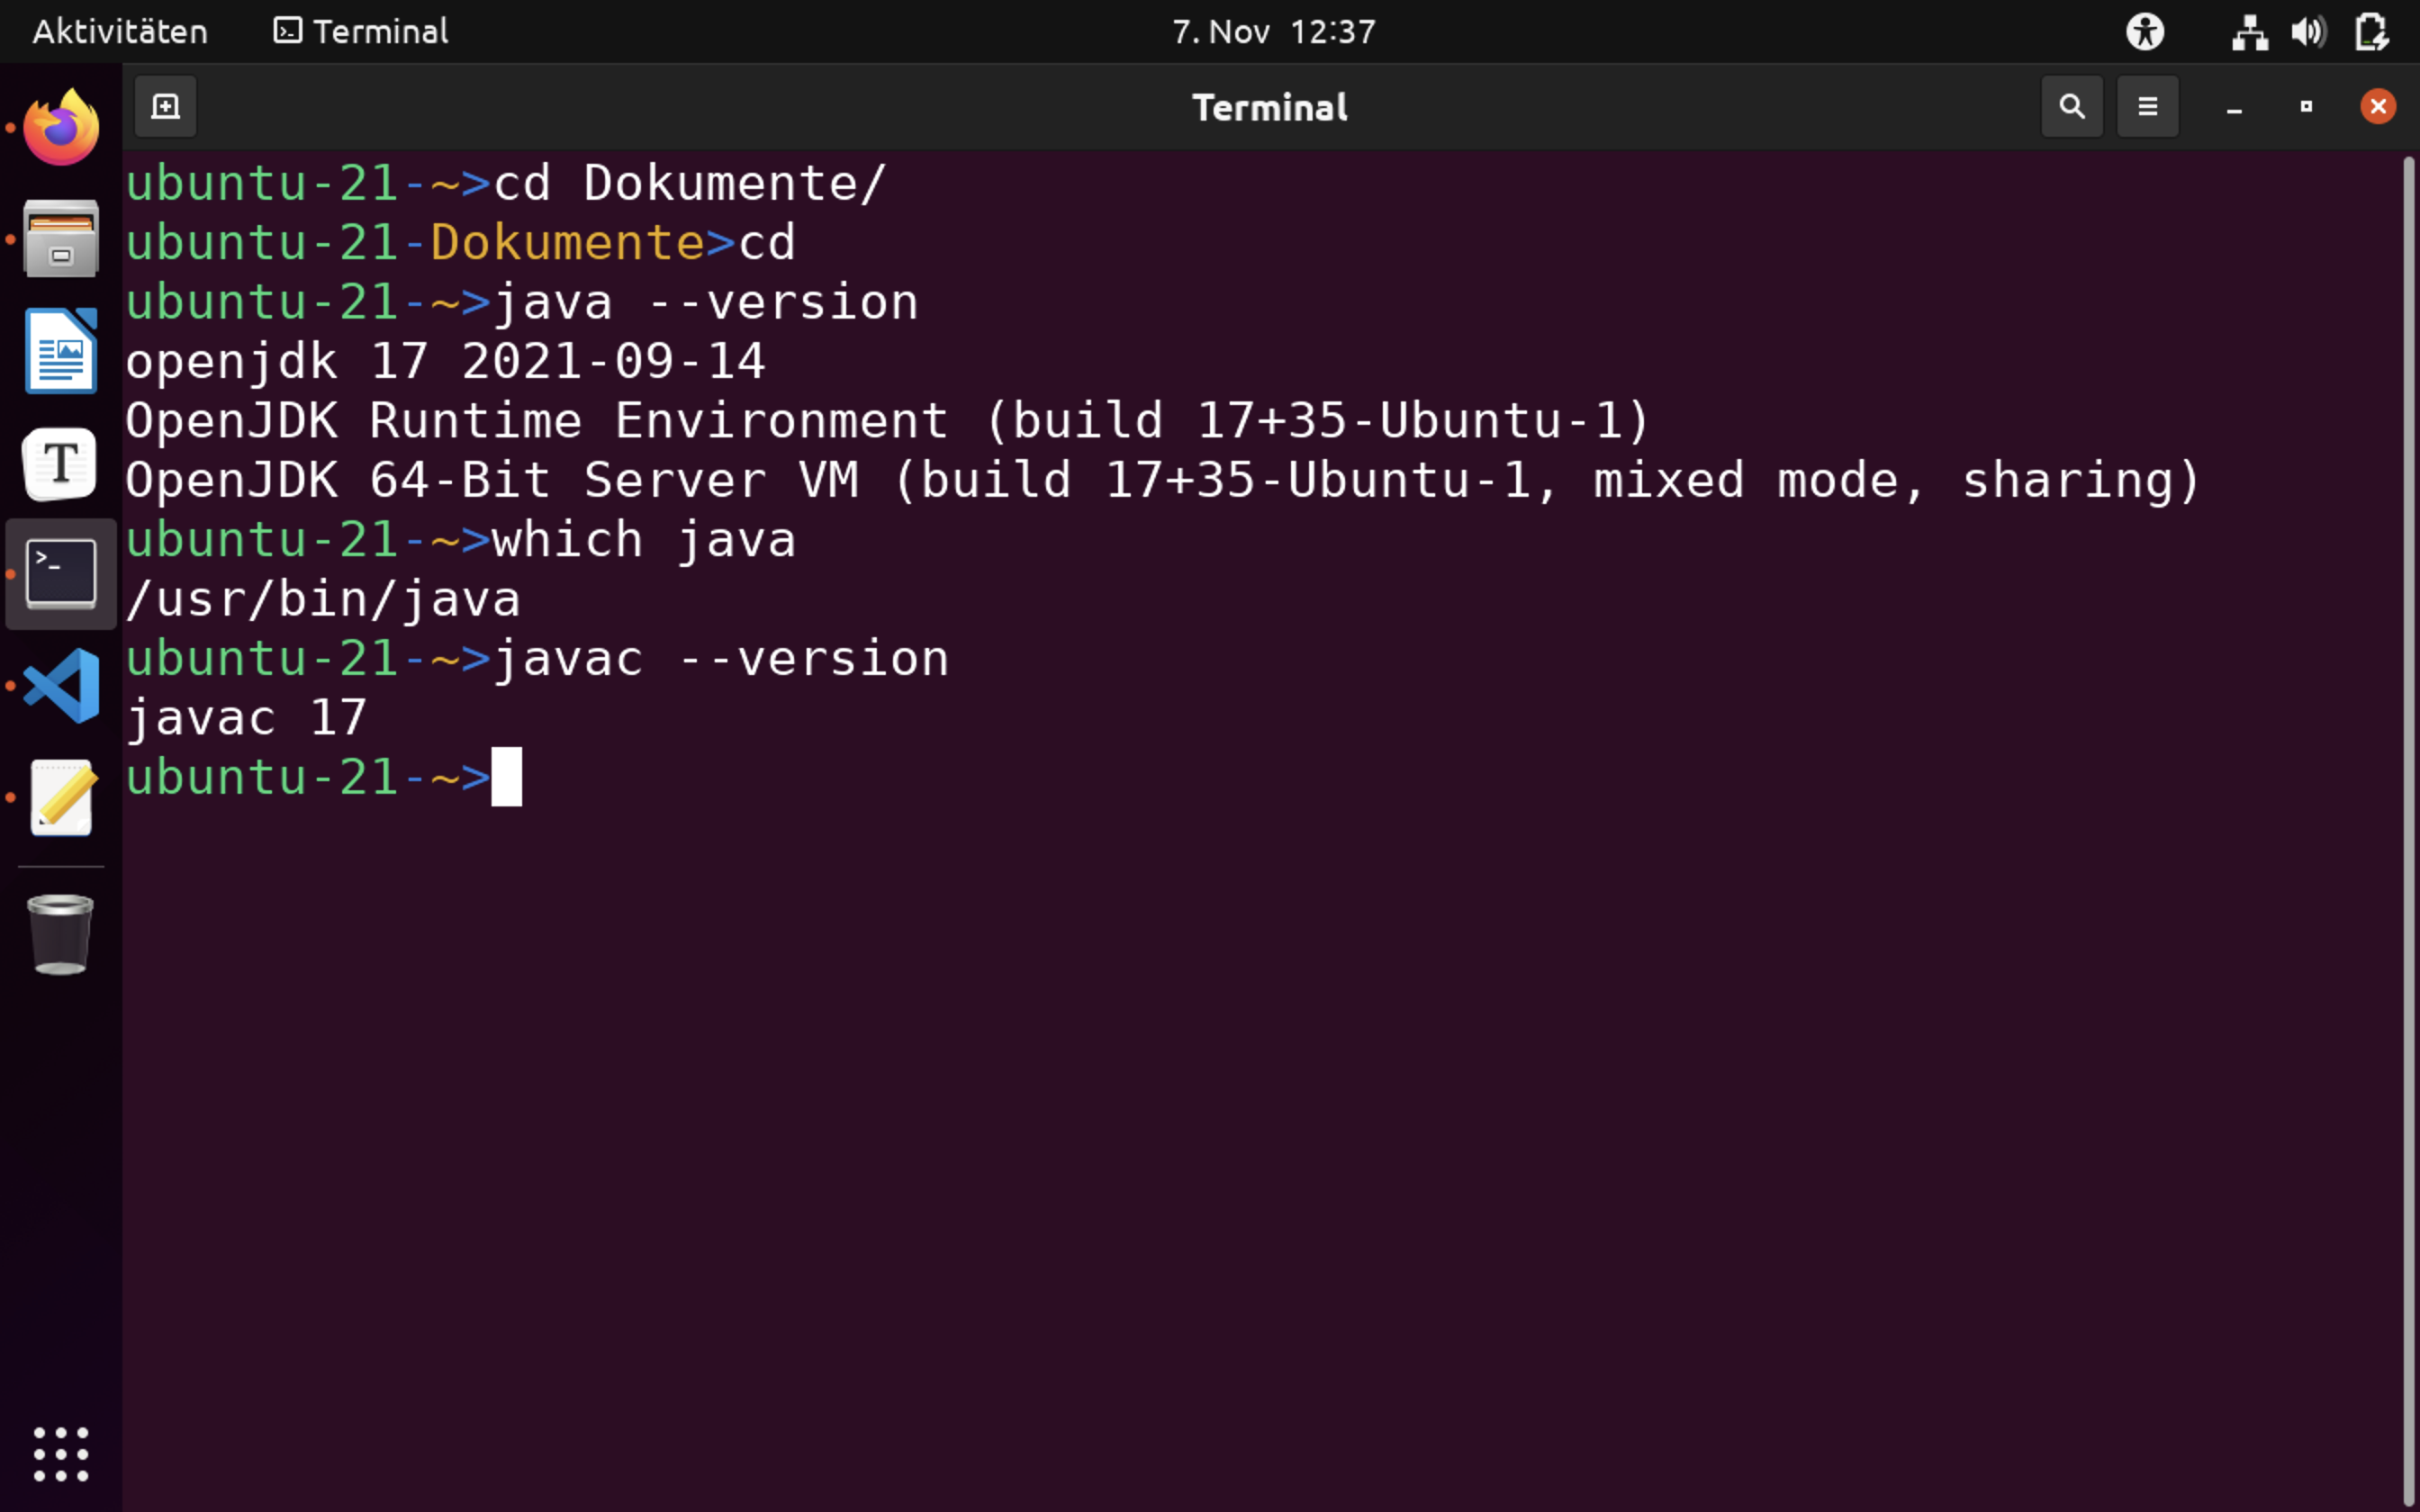 Aktivitäten Terminal 7. Nov 12:37
Terminal
ubuntu-21-~>cd Dokumente/
ubuntu-21-Dokumente>cd
ubuntu-21-~>java --version
openjdk 17 2021-09-14
OpenJDK Runtime Environment (build 17+35-Ubuntu-1)
OpenJDK 64-Bit Server VM (build 17+35-Ubuntu-1, mixed mode, sharing)
ubuntu-21-~>which java
/usr/bin/java
ubuntu-21-~>javac --version
javac 17
ubuntu-21-~>